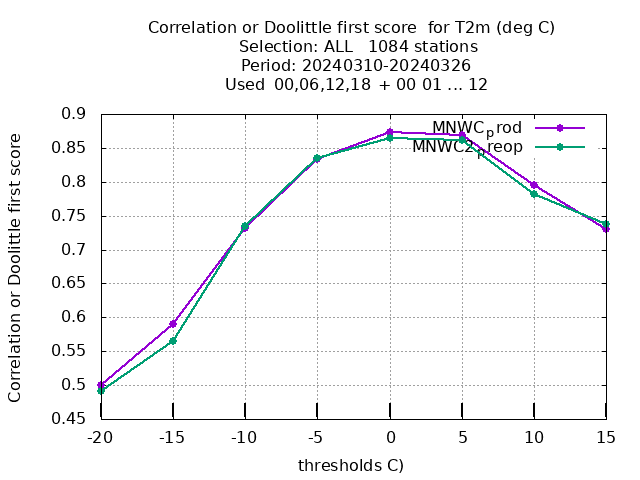 Correlation or Doolittle first score  for T2m (deg C)
Selection: ALL   1084 stations
Period: 20240310-20240326
Used  00,06,12,18 + 00 01 ... 12
Correlation or Doolittle first score
0.9
0.85
0.8
0.75
0.7
0.65
0.6
0.55
0.5
0.45
MNWCprod
MNWC2preop
-20 -15 -10 -5 0 5 10 15
thresholds C)